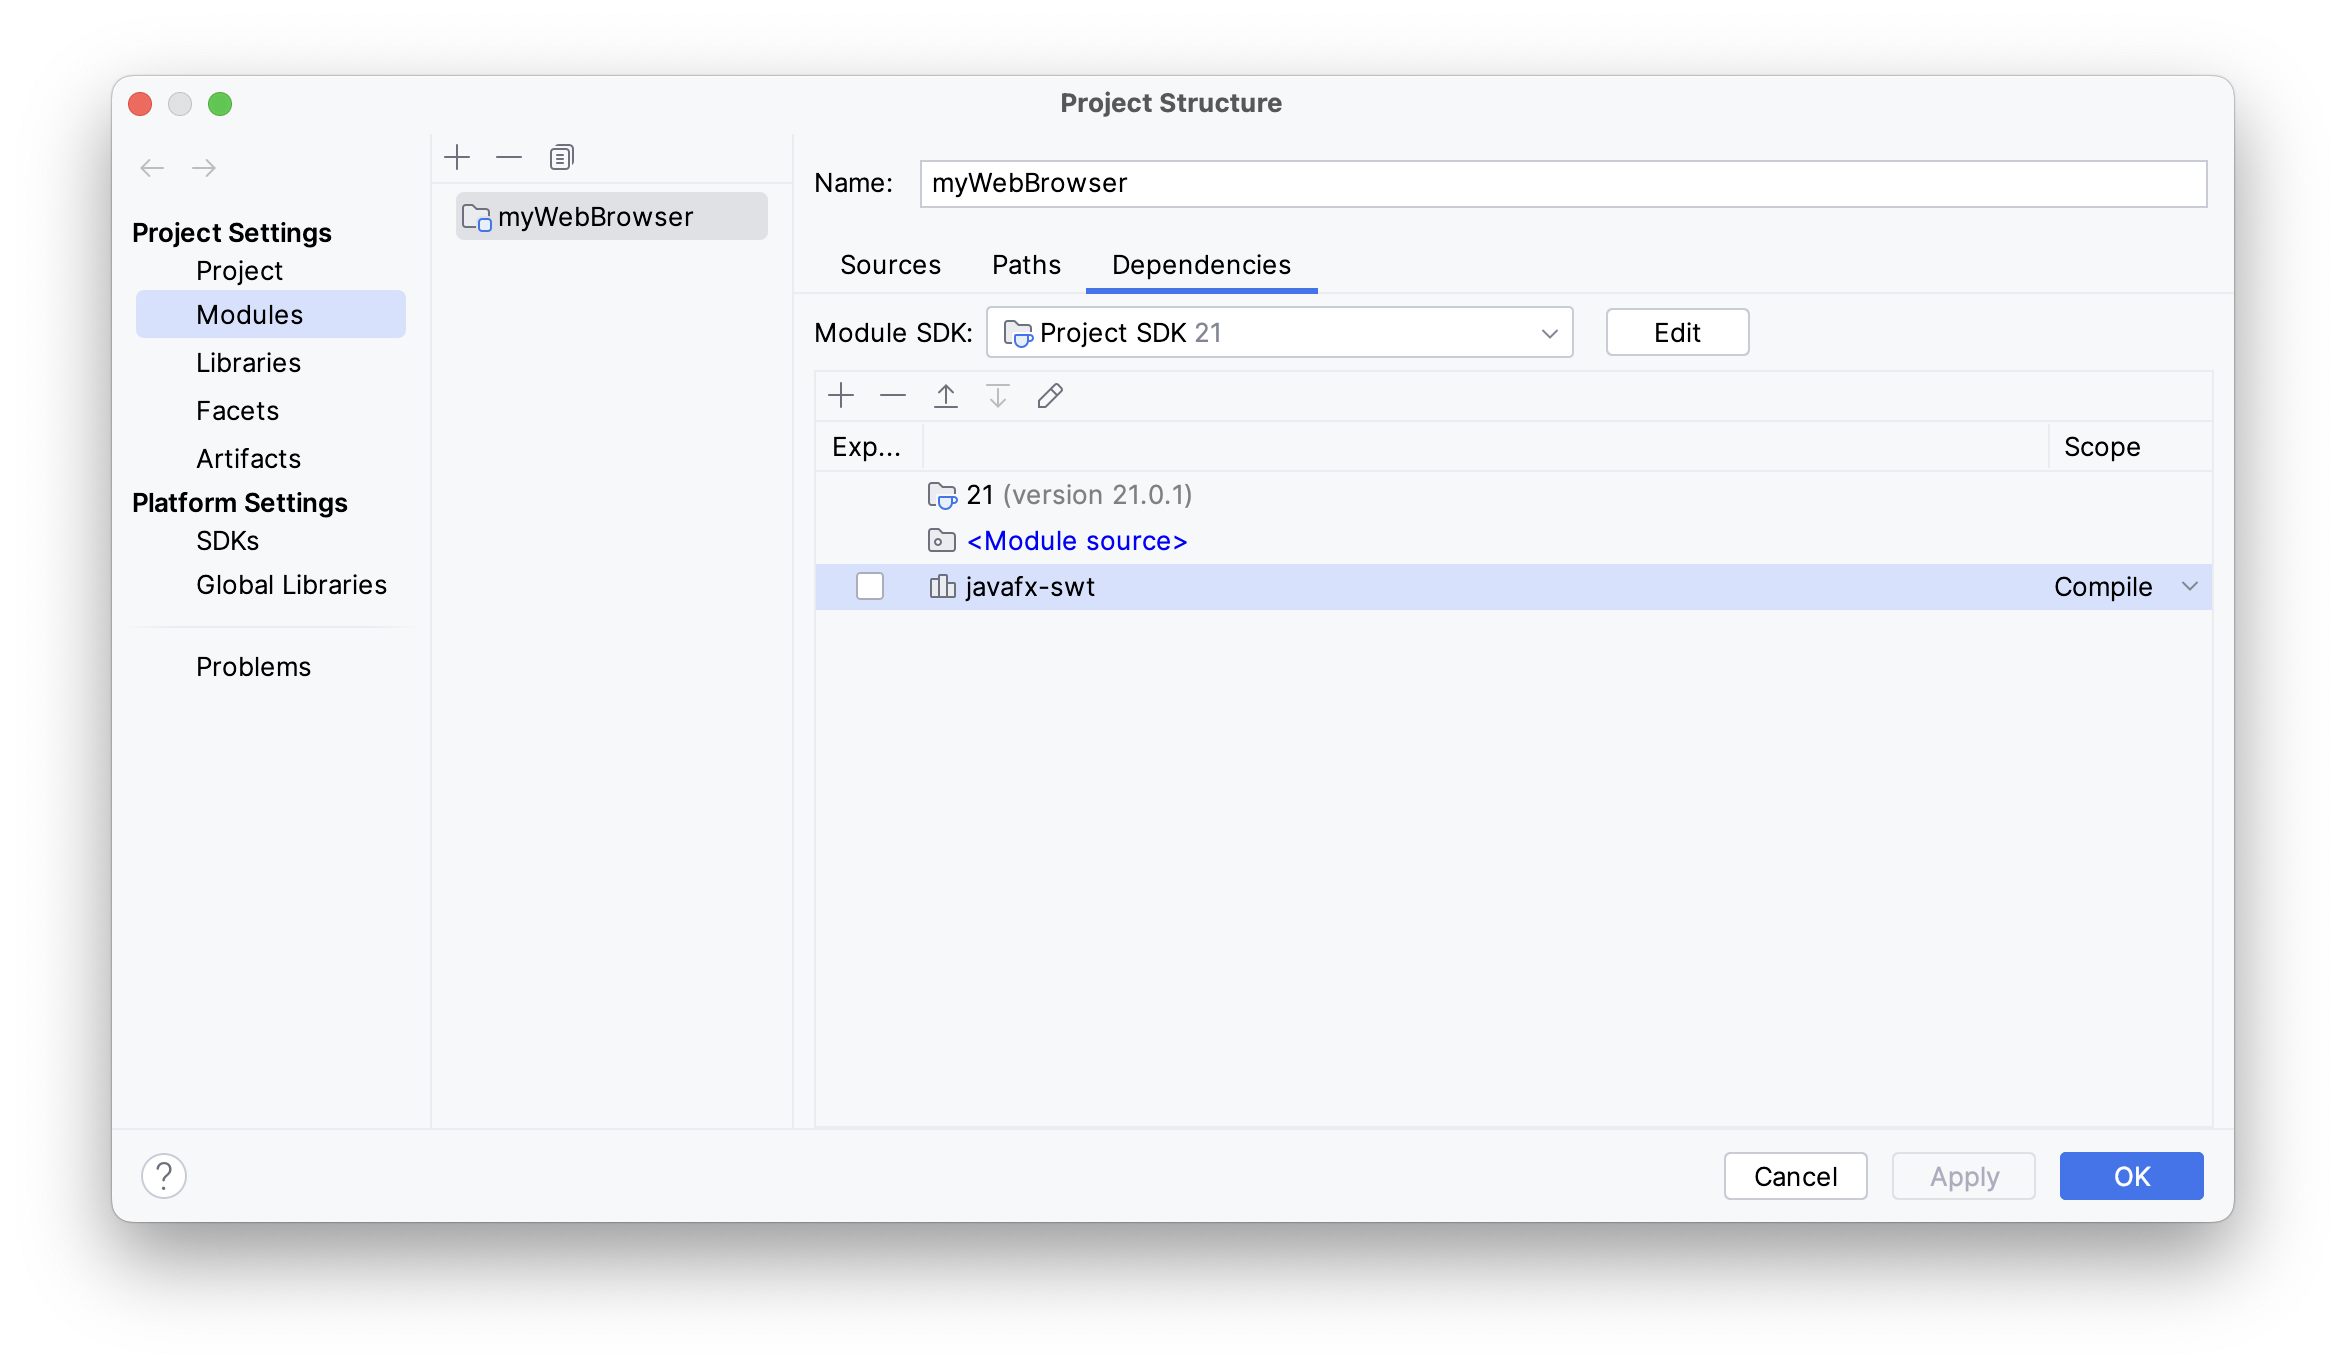 Project Structure
Project Settings
Project
Modules
Libraries
Facets
Artifacts
Platform Settings
SDKs
Global Libraries
Problems
myWebBrowser
Name: myWebBrowser
Sources Paths Dependencies
Module SDK: Project SDK 21 Edit
Exp... Scope
21 (version 21.0.1)
<Module source>
javafx-swt Compile
? Cancel Apply OK